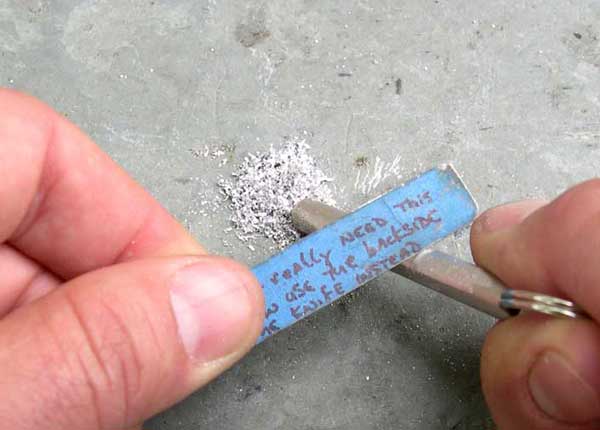 really NEED This
use The backside
KNIFE INSTEAD